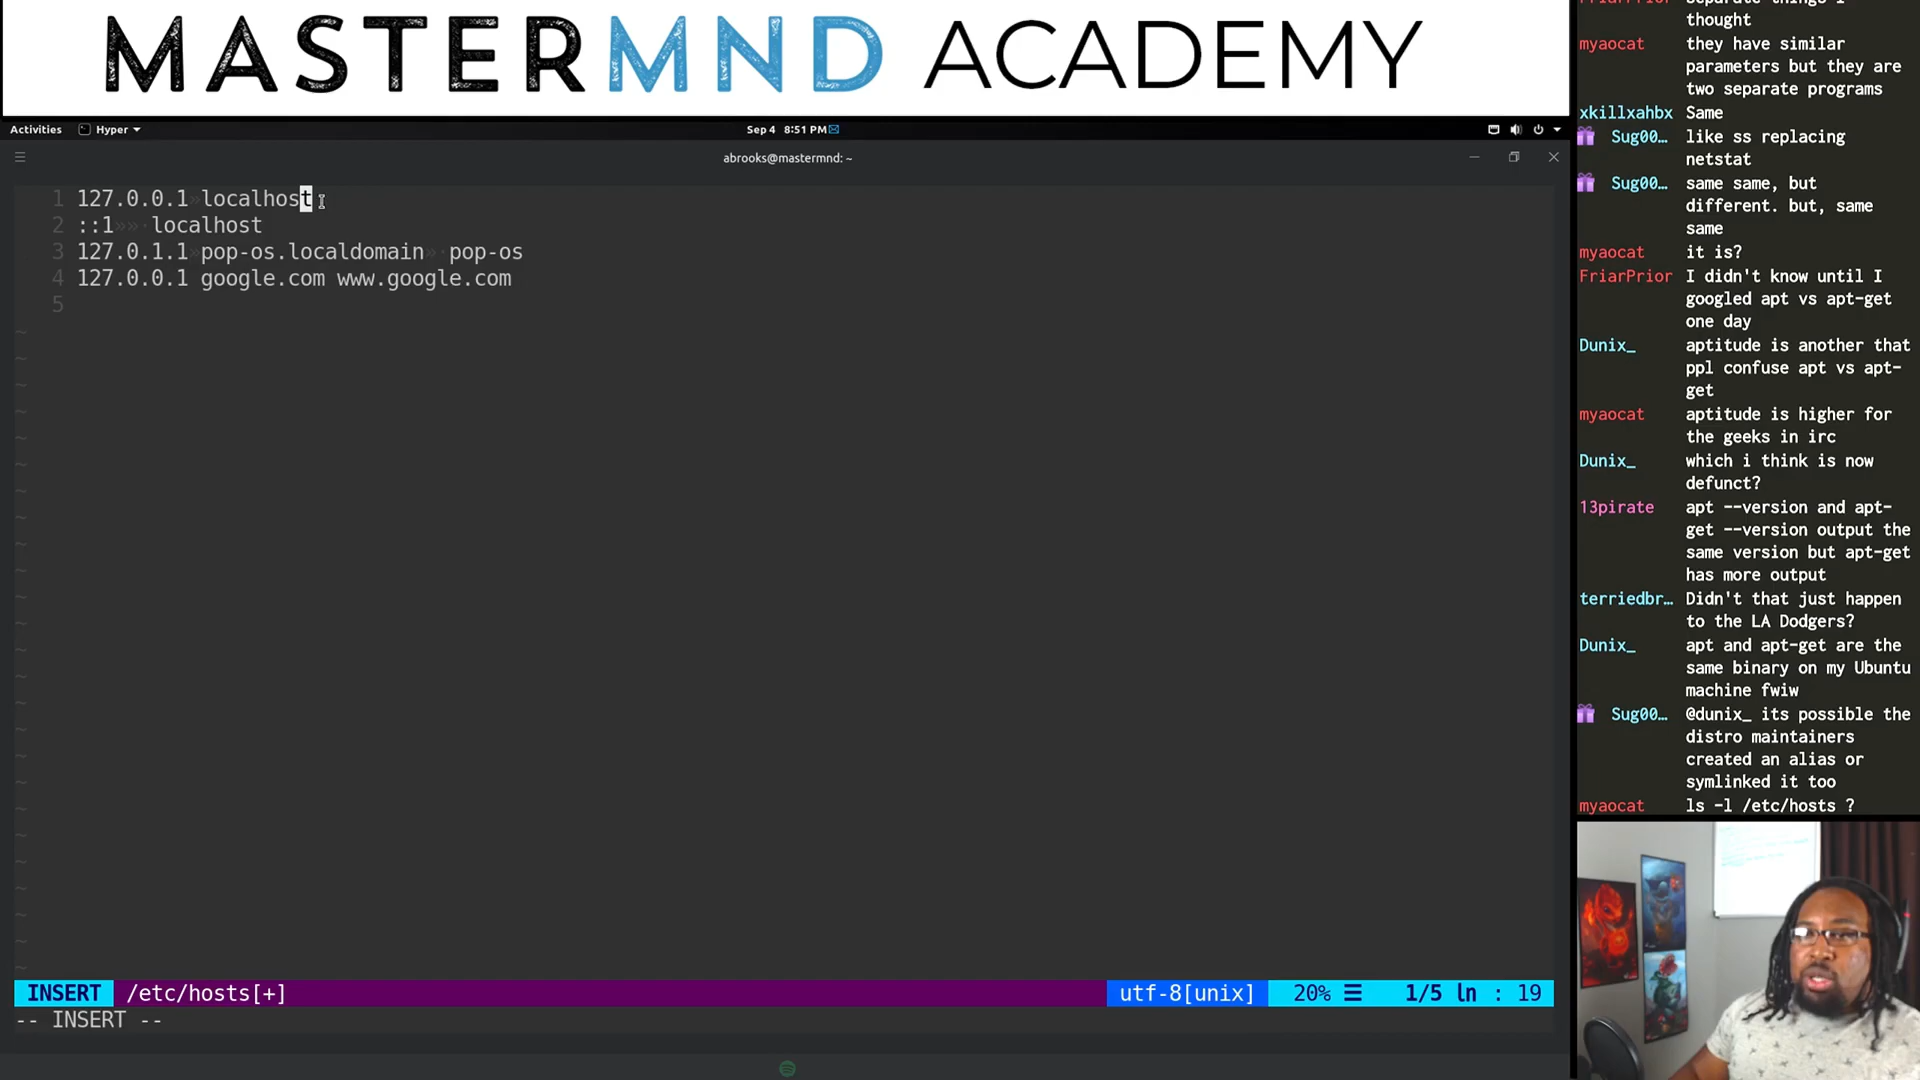 MASTERMND ACADEMY
Activities Hyper Sep 4 8:51 PM
abrooks@mastermnd: ~
1 127.0.0.1 localhost
2 ::1 localhost
3 127.0.1.1 pop-os.localdomain pop-os
4 127.0.0.1 google.com www.google.com
5
INSERT /etc/hosts[+] utf-8[unix] 20% 1/5 ln : 19
-- INSERT --
thought
myaocat they have similar
parameters but they are
two separate programs
xkillxahbx Same
Sug00… like ss replacing
netstat
Sug00… same same, but
different. but, same
same
myaocat it is?
FriarPrior I didn't know until I
googled apt vs apt-get
one day
Dunix_ aptitude is another that
ppl confuse apt vs apt-
get
myaocat aptitude is higher for
the geeks in irc
Dunix_ which i think is now
defunct?
13pirate apt --version and apt-
get --version output the
same version but apt-get
has more output
terriedbr… Didn't that just happen
to the LA Dodgers?
Dunix_ apt and apt-get are the
same binary on my Ubuntu
machine fwiw
Sug00… @dunix_ its possible the
distro maintainers
created an alias or
symlinked it too
myaocat ls -l /etc/hosts ?